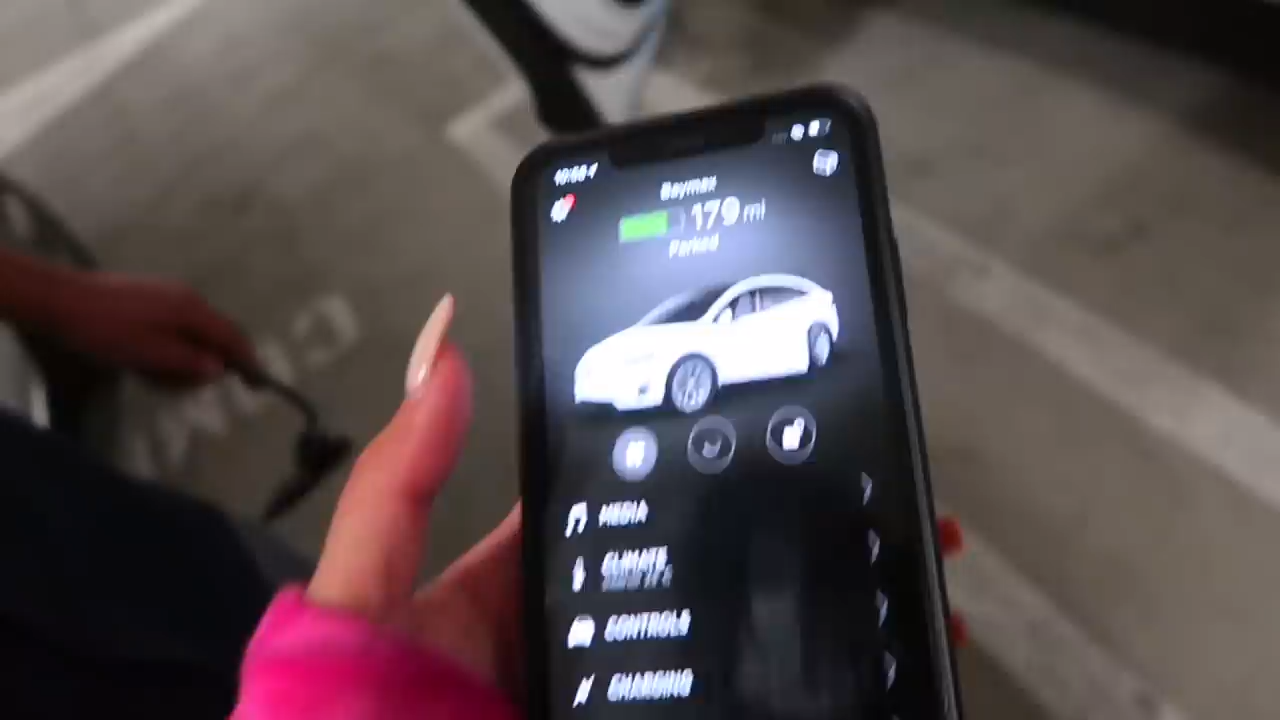 Baymax
179 mi
Parked
MEDIA
CLIMATE
CONTROLS
CHARGING